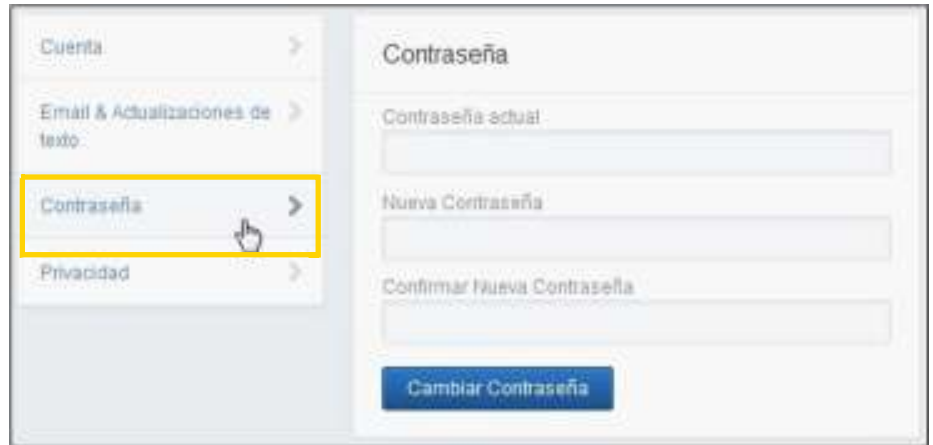 Cuenta
Email & Actualizaciones de
texto
Contraseña
Privacidad
Contraseña
Contraseña actual
Nueva Contraseña
Confirmar Nueva Contraseña
Cambiar Contraseña